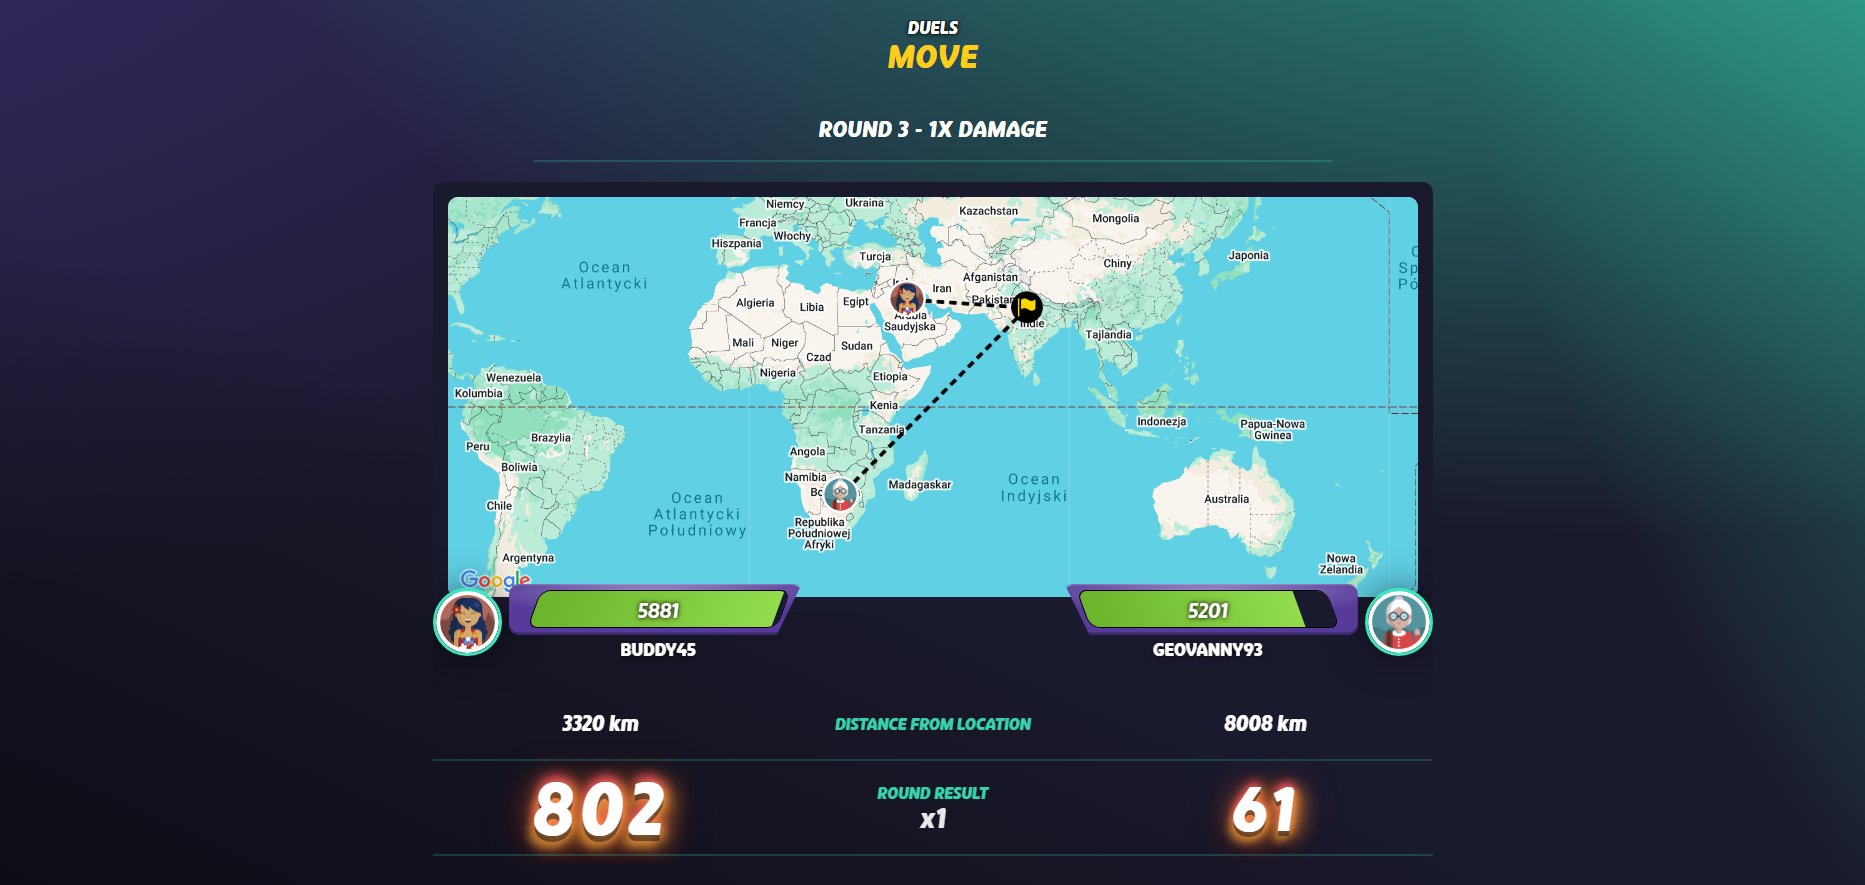 DUELS
MOVE
ROUND 3 - 1X DAMAGE
Niemcy
Ukraina
Kazachstan
Mongolia
Francja
Włochy
Hiszpania
Turcja
Chiny
Japonia
Ocean
Atlantycki
Afganistan
Iran
Pakistan
Algieria
Libia
Egipt
Arabia
Saudyjska
Indie
Tajlandia
Mali
Niger
Czad
Sudan
Nigeria
Etiopia
Wenezuela
Kolumbia
Kenia
Tanzania
Indonezja
Papua-Nowa
Gwinea
Peru
Brazylia
Boliwia
Angola
Namibia
Madagaskar
Ocean
Indyjski
Australia
Chile
Ocean
Atlantycki
Południowy
Republika
Południowej
Afryki
Argentyna
Nowa
Zelandia
Google
5881
5201
BUDDY45
GEOVANNY93
3320 km
DISTANCE FROM LOCATION
8008 km
802
ROUND RESULT
x1
61